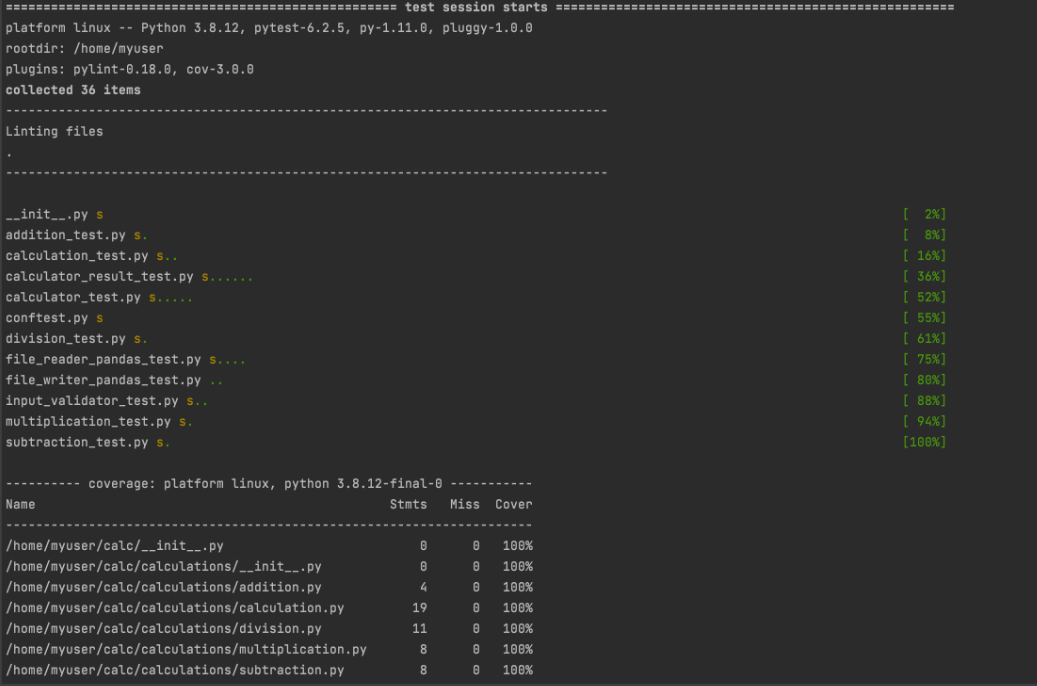 ==================================================== test session starts =====================================================
platform linux -- Python 3.8.12, pytest-6.2.5, py-1.11.0, pluggy-1.0.0
rootdir: /home/myuser
plugins: pylint-0.18.0, cov-3.0.0
collected 36 items
--------------------------------------------------------------------------------
Linting files
.
--------------------------------------------------------------------------------
__init__.py s [  2%]
addition_test.py s. [  8%]
calculation_test.py s.. [ 16%]
calculator_result_test.py s...... [ 36%]
calculator_test.py s..... [ 52%]
conftest.py s [ 55%]
division_test.py s. [ 61%]
file_reader_pandas_test.py s.... [ 75%]
file_writer_pandas_test.py .. [ 80%]
input_validator_test.py s.. [ 88%]
multiplication_test.py s. [ 94%]
subtraction_test.py s. [100%]
---------- coverage: platform linux, python 3.8.12-final-0 -----------
Name Stmts Miss Cover
----------------------------------------------------------------------
/home/myuser/calc/__init__.py 0 0 100%
/home/myuser/calc/calculations/__init__.py 0 0 100%
/home/myuser/calc/calculations/addition.py 4 0 100%
/home/myuser/calc/calculations/calculation.py 19 0 100%
/home/myuser/calc/calculations/division.py 11 0 100%
/home/myuser/calc/calculations/multiplication.py 8 0 100%
/home/myuser/calc/calculations/subtraction.py 8 0 100%